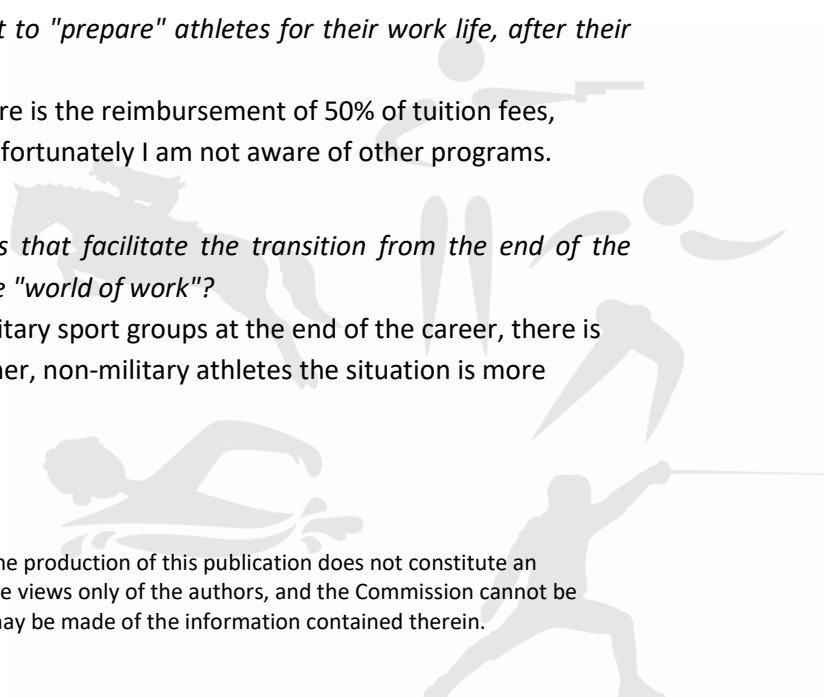 t to "prepare" athletes for their work life, after their
re is the reimbursement of 50% of tuition fees,
fortunately I am not aware of other programs.
s that facilitate the transition from the end of the
e "world of work"?
itary sport groups at the end of the career, there is
ner, non-military athletes the situation is more
ne production of this publication does not constitute an
e views only of the authors, and the Commission cannot be
nay be made of the information contained therein.